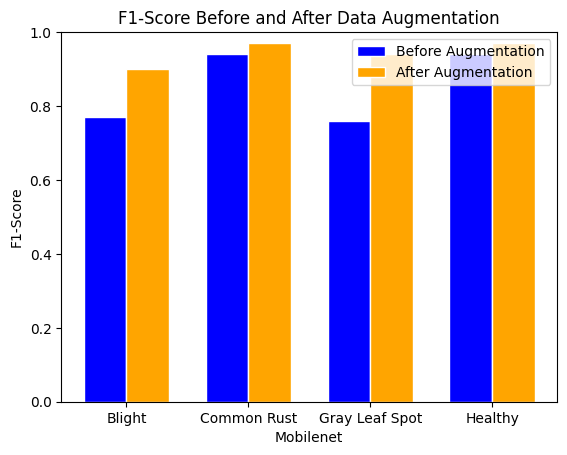 F1-Score Before and After Data Augmentation
Before Augmentation
After Augmentation
1.0
0.8
0.6
0.4
0.2
0.0
F1-Score
Blight
Common Rust
Gray Leaf Spot
Healthy
Mobilenet